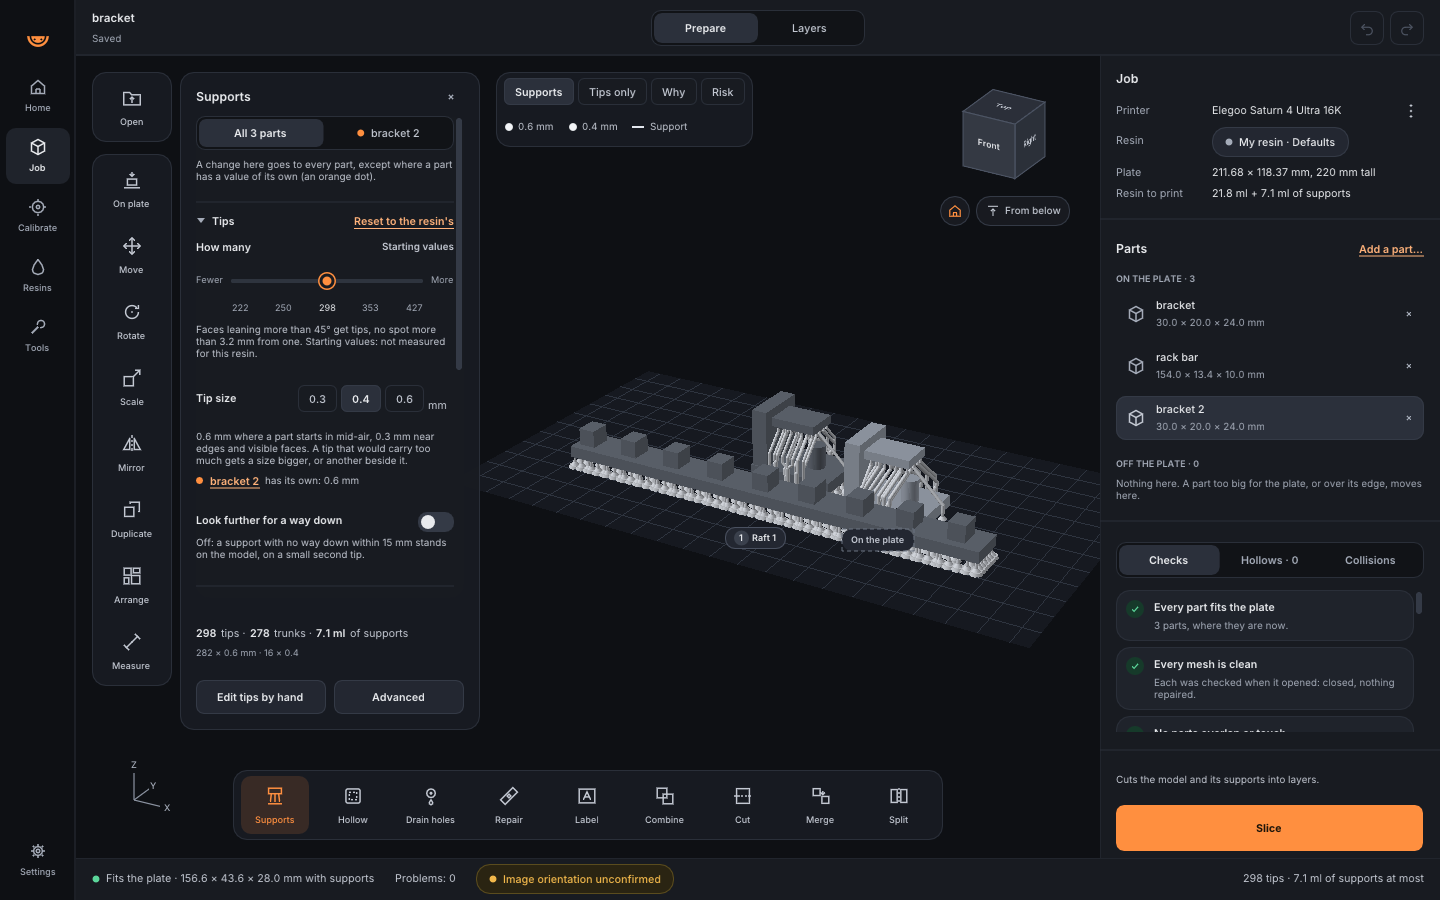 bracket
Saved
Prepare
Layers
Home
Job
Calibrate
Resins
Tools
Settings
Open
On plate
Move
Rotate
Scale
Mirror
Duplicate
Arrange
Measure
Supports
×
All 3 parts
bracket 2
A change here goes to every part, except where a part
has a value of its own (an orange dot).
Tips
Reset to the resin's
How many
Starting values
Fewer
More
222 250 298 353 427
Faces leaning more than 45° get tips, no spot more
than 3.2 mm from one. Starting values: not measured
for this resin.
Tip size
0.3 0.4 0.6 mm
0.6 mm where a part starts in mid-air, 0.3 mm near
edges and visible faces. A tip that would carry too
much gets a size bigger, or another beside it.
bracket 2 has its own: 0.6 mm
Look further for a way down
Off: a support with no way down within 15 mm stands
on the model, on a small second tip.
298 tips · 278 trunks · 7.1 ml of supports
282 × 0.6 mm · 16 × 0.4
Edit tips by hand
Advanced
Supports
Tips only
Why
Risk
0.6 mm
0.4 mm
Support
Top
Front
Right
From below
1 Raft 1
On the plate
Z
Y
X
Supports
Hollow
Drain holes
Repair
Label
Combine
Cut
Merge
Split
Job
Printer Elegoo Saturn 4 Ultra 16K
Resin My resin · Defaults
Plate 211.68 × 118.37 mm, 220 mm tall
Resin to print 21.8 ml + 7.1 ml of supports
Parts
Add a part...
ON THE PLATE · 3
bracket
30.0 × 20.0 × 24.0 mm
×
rack bar
154.0 × 13.4 × 10.0 mm
×
bracket 2
30.0 × 20.0 × 24.0 mm
×
OFF THE PLATE · 0
Nothing here. A part too big for the plate, or over its edge, moves
here.
Checks
Hollows · 0
Collisions
Every part fits the plate
3 parts, where they are now.
Every mesh is clean
Each was checked when it opened: closed, nothing
repaired.
Cuts the model and its supports into layers.
Slice
Fits the plate · 156.6 × 43.6 × 28.0 mm with supports
Problems: 0
Image orientation unconfirmed
298 tips · 7.1 ml of supports at most